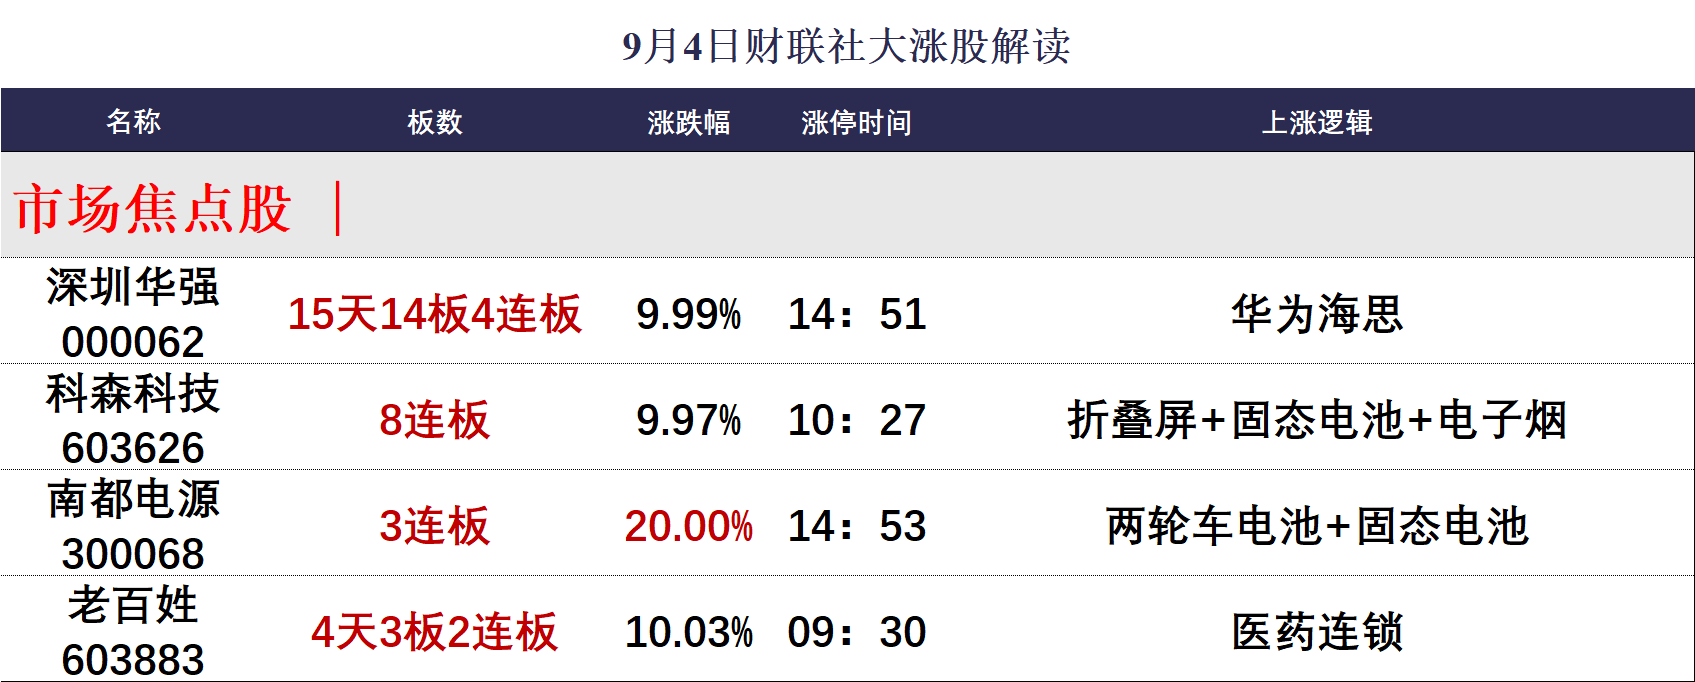 9月4日财联社大涨股解读
名称 板数 涨跌幅 涨停时间 上涨逻辑
市场焦点股 ｜
深圳华强
000062 15天14板4连板 9.99% 14：51 华为海思
科森科技
603626 8连板 9.97% 10：27 折叠屏+固态电池+电子烟
南都电源
300068 3连板 20.00% 14：53 两轮车电池+固态电池
老百姓
603883 4天3板2连板 10.03% 09：30 医药连锁